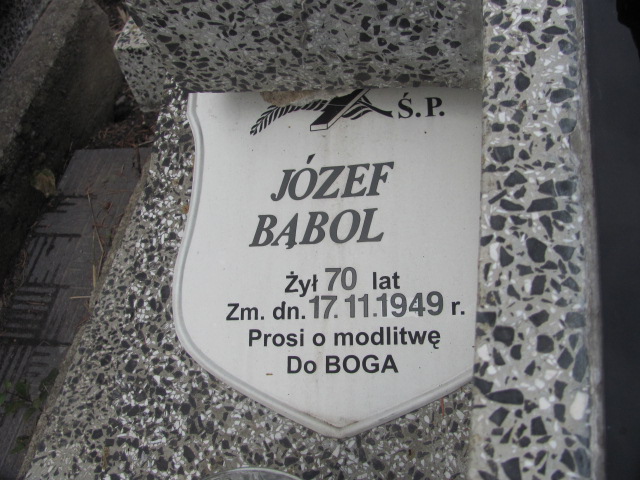 Ś.P.
JÓZEF
BĄBOL
Żył 70 lat
Zm. dn. 17.11.1949 r.
Prosi o modlitwę
Do BOGA